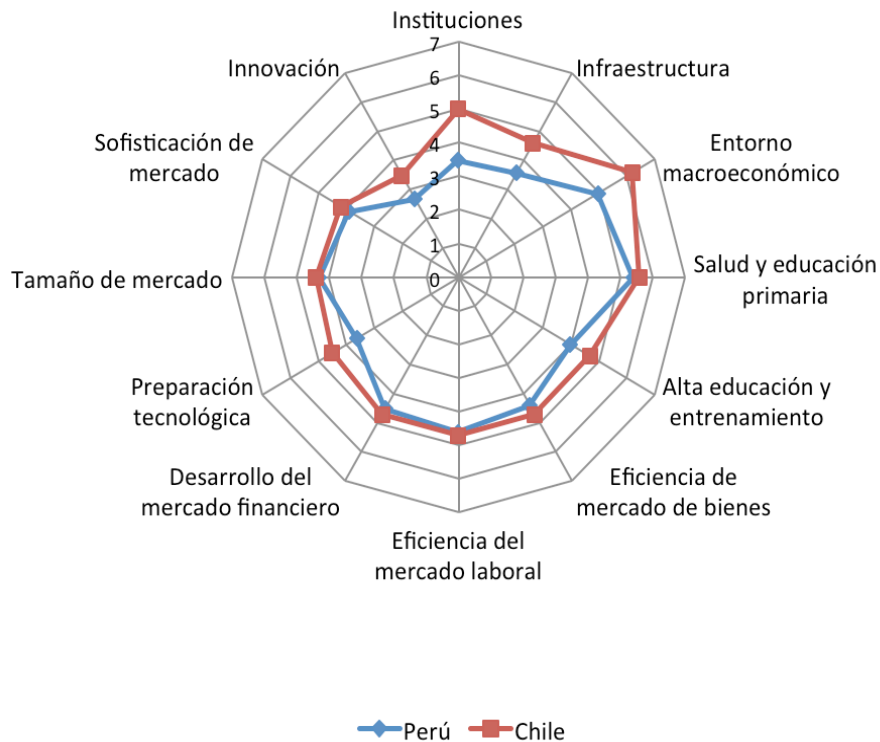 Instituciones
Innovación
Infraestructura
Sofisticación de
mercado
Entorno
macroeconómico
Tamaño de mercado
Salud y educación
primaria
Preparación
tecnológica
Alta educación y
entrenamiento
Desarrollo del
mercado financiero
Eficiencia de
mercado de bienes
Eficiencia del
mercado laboral
7
6
5
4
3
2
1
0
Perú
Chile